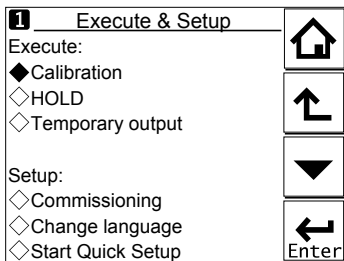 1 Execute & Setup
Execute:
◆Calibration
◇HOLD
◇Temporary output
Setup:
◇Commissioning
◇Change language
◇Start Quick Setup
Enter